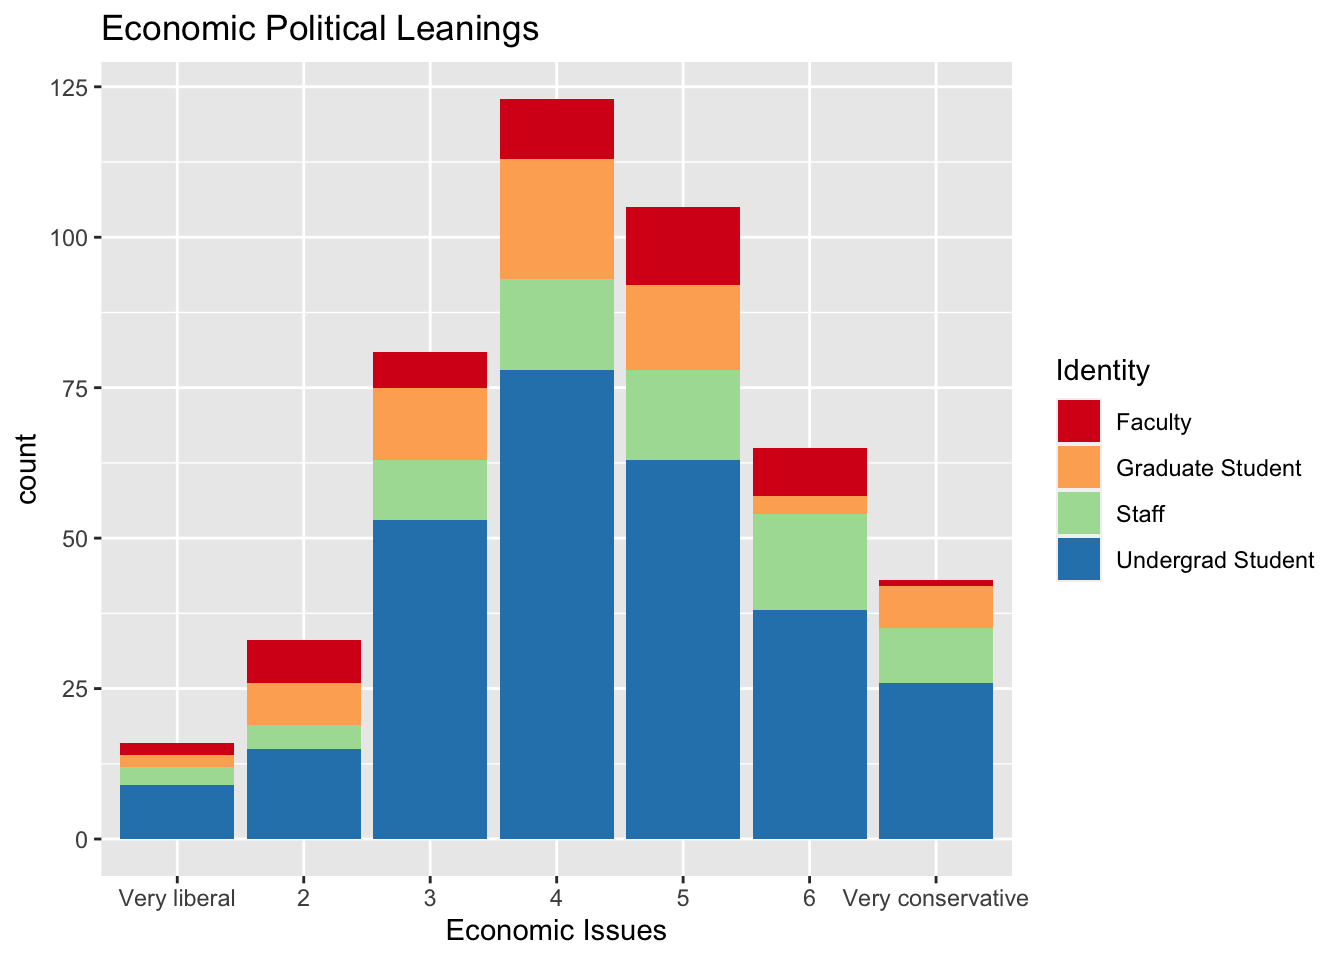 Economic Political Leanings
125
100
75
50
25
0
count
Very liberal 2 3 4 5 6 Very conservative
Economic Issues
Identity
Faculty
Graduate Student
Staff
Undergrad Student